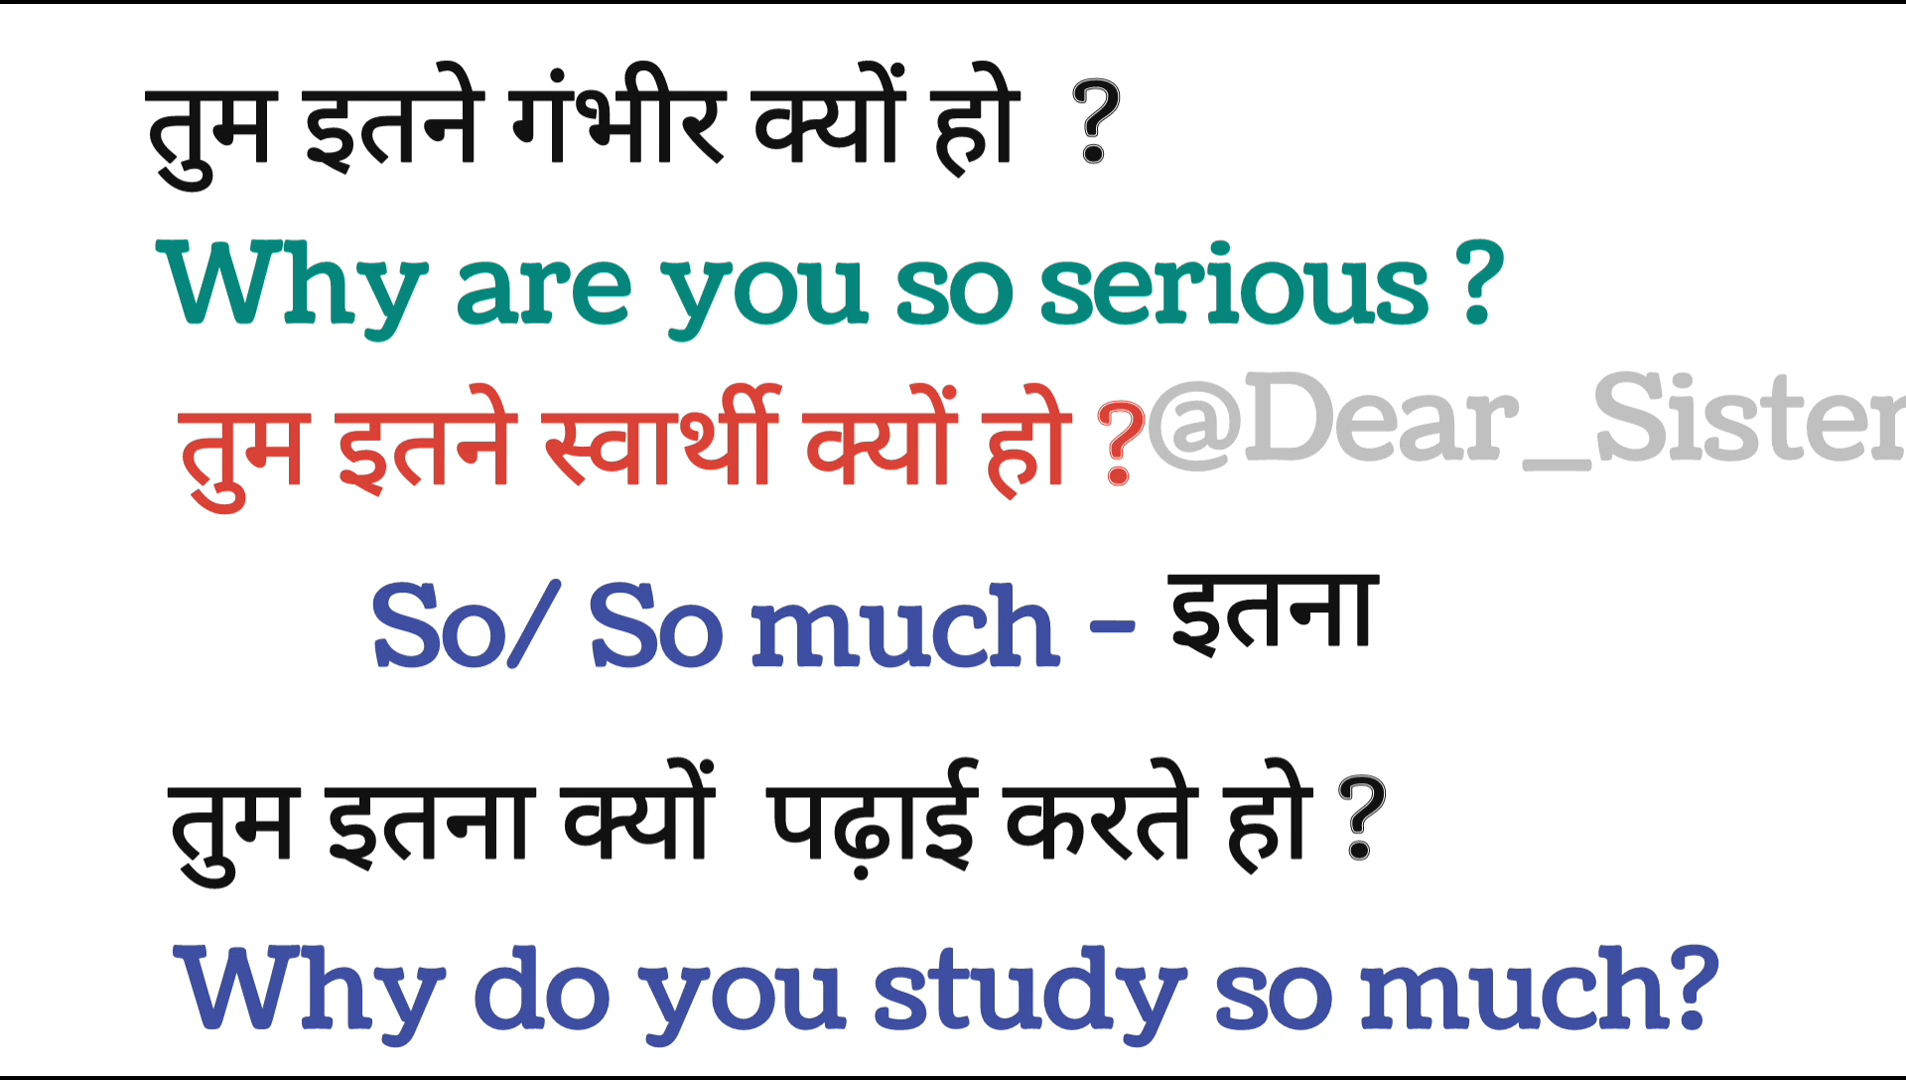 तुम इतने गंभीर क्यों हो ?
Why are you so serious ?
तुम इतने स्वार्थी क्यों हो ?@Dear_Sister
So/ So much - इतना
तुम इतना क्यों पढ़ाई करते हो ?
Why do you study so much?